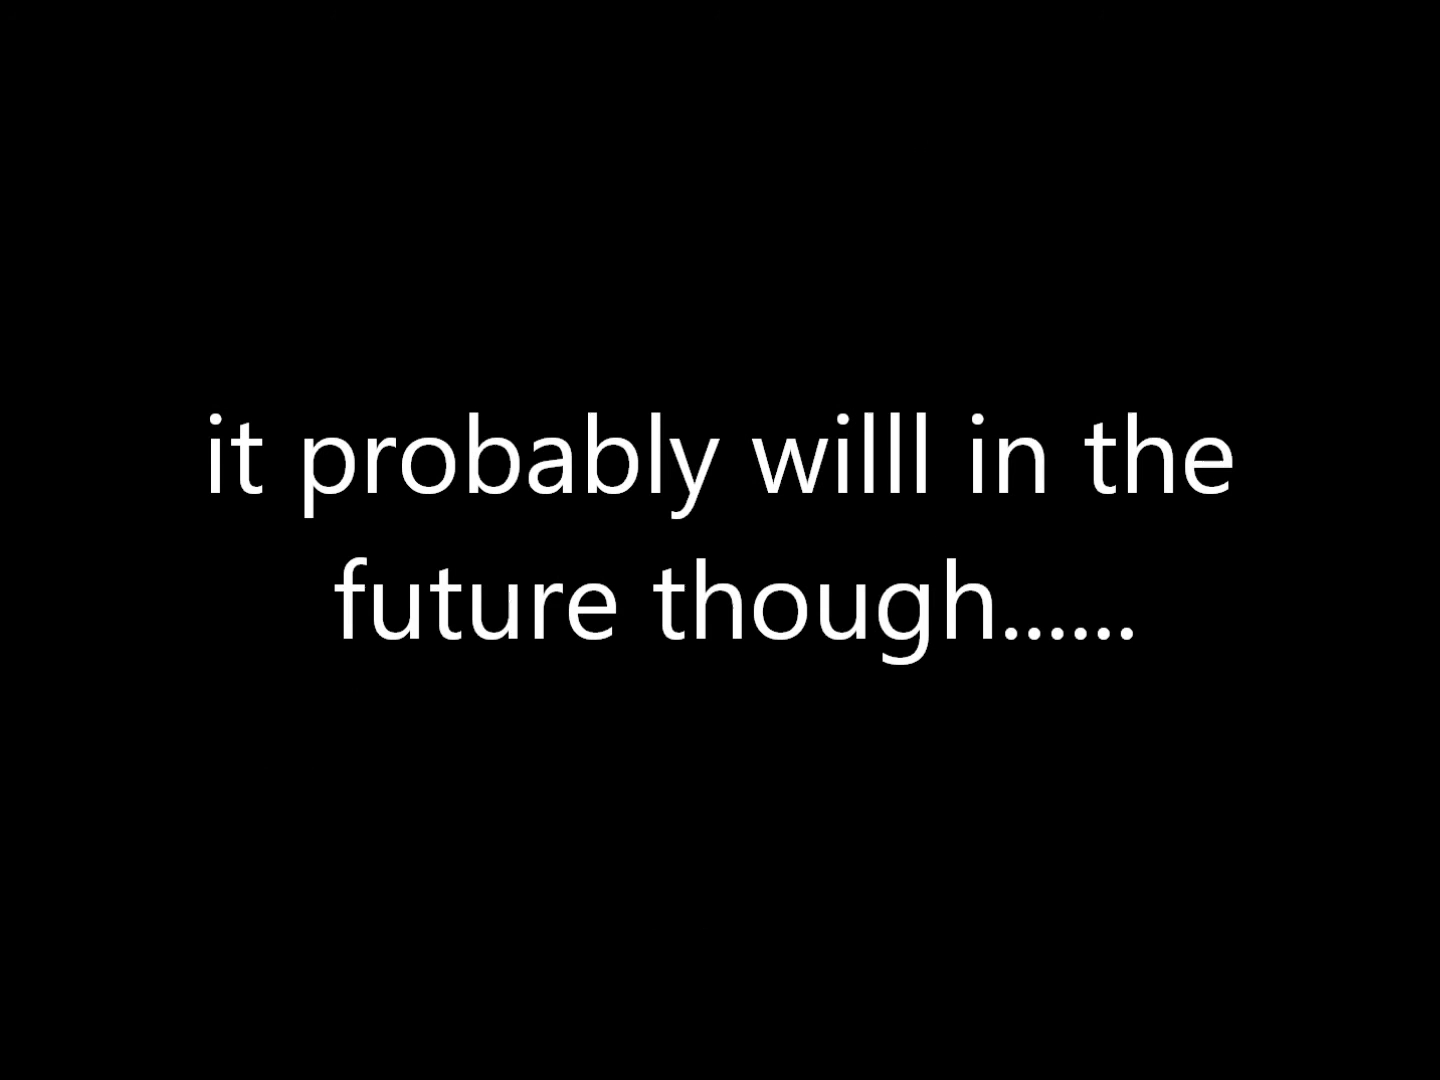 it probably willl in the
future though......